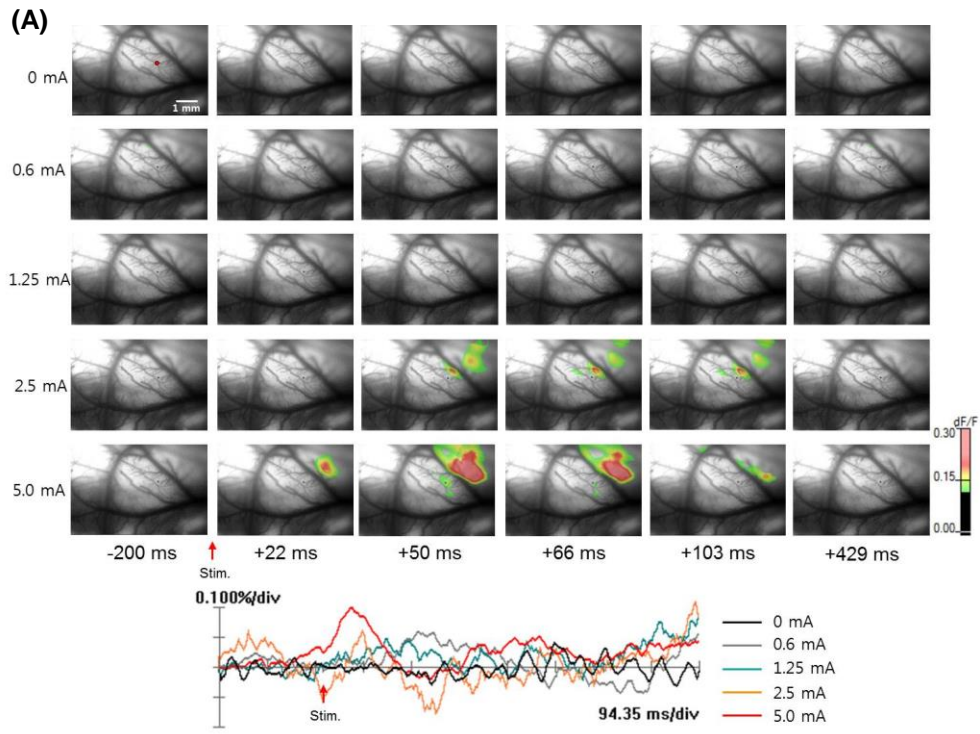 (A)
0 mA
1 mm
0.6 mA
1.25 mA
2.5 mA
dF/F
0.30
0.15
0.00
5.0 mA
-200 ms +22 ms +50 ms +66 ms +103 ms +429 ms
Stim.
0.100%/div
0 mA
0.6 mA
1.25 mA
2.5 mA
5.0 mA
Stim.
94.35 ms/div